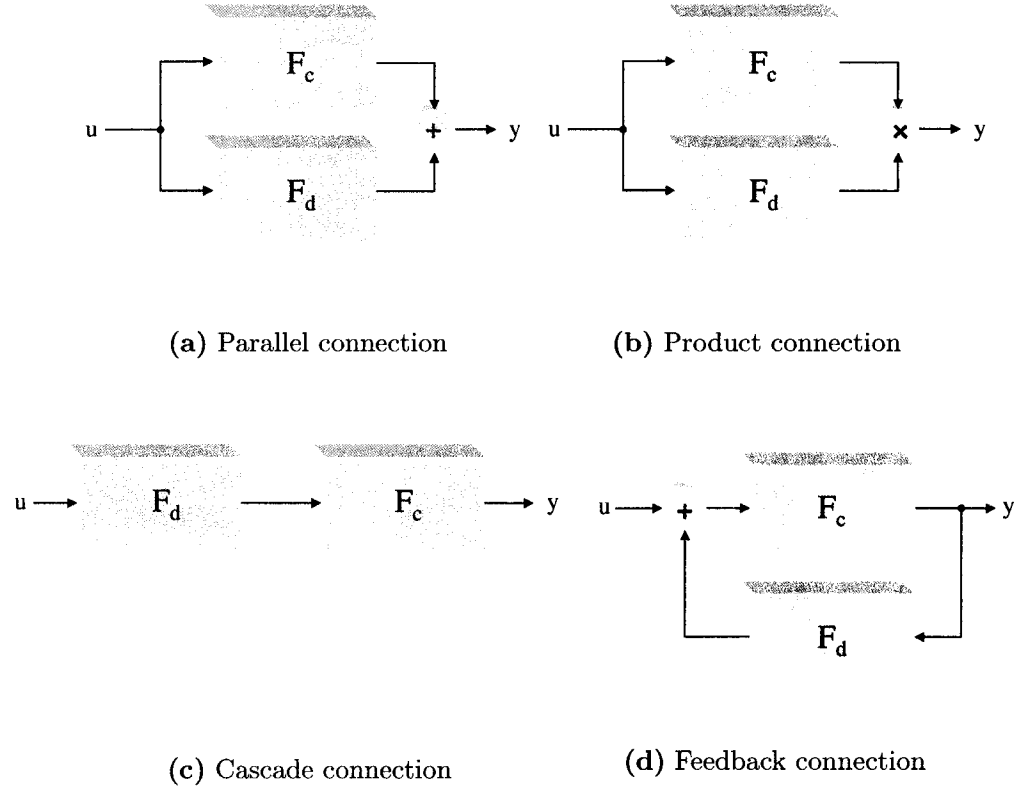 F_c
u + y
F_d
(a) Parallel connection
F_c
u × y
F_d
(b) Product connection
u F_d F_c y
(c) Cascade connection
u + F_c y
F_d
(d) Feedback connection